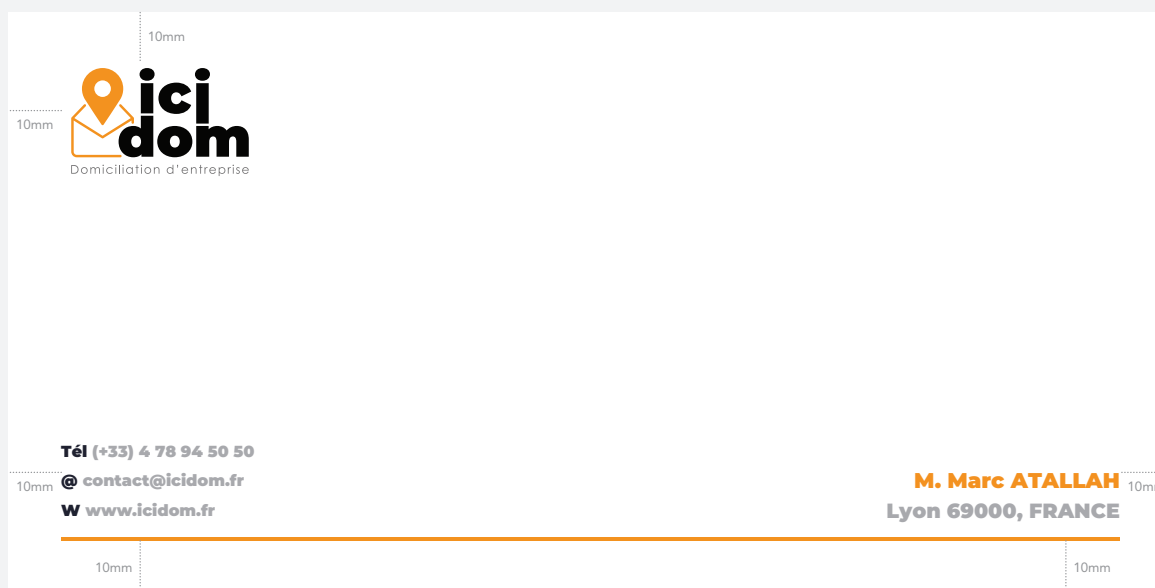 10mm
10mm
ici
dom
Domiciliation d'entreprise
Tél (+33) 4 78 94 50 50
@ contact@icidom.fr
W www.icidom.fr
10mm
M. Marc ATALLAH
Lyon 69000, FRANCE
10m
10mm
10mm